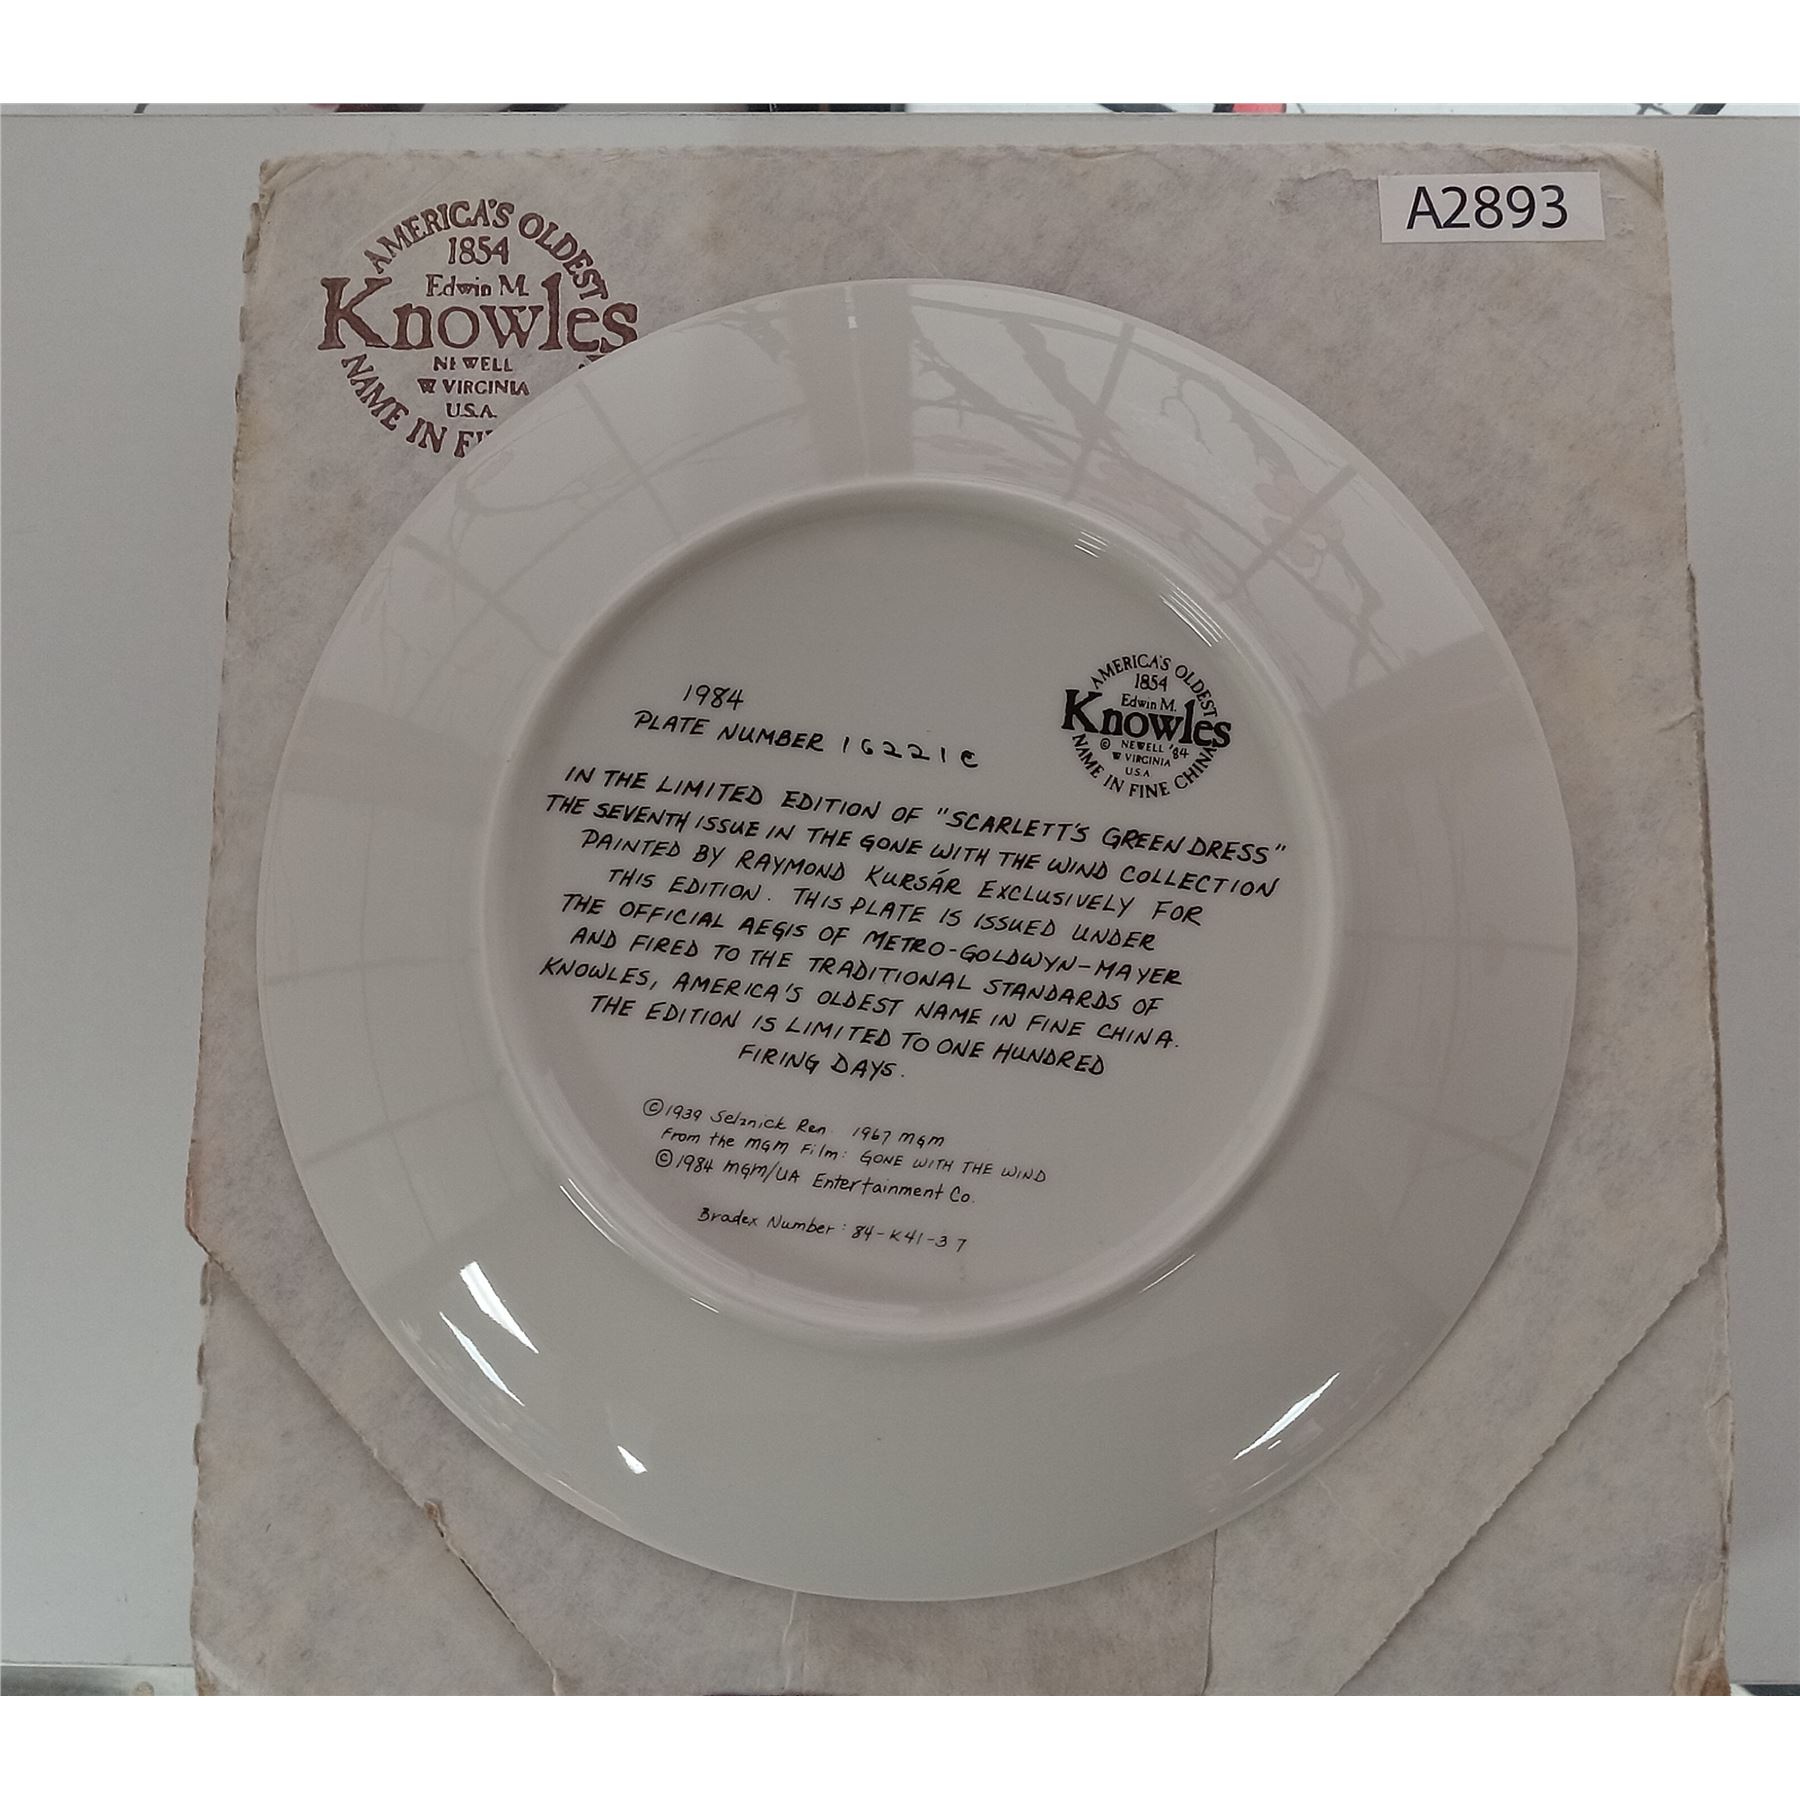 A2893
AMERICA'S OLDEST
1854
Edwin M.
Knowles
NEWELL
W VIRGINIA
U.S.A.
NAME IN
1984
PLATE NUMBER 16221C
AMERICA'S OLDEST
1854
Edwin M.
Knowles
© NEWELL '84
W VIRGINIA
U.S.A
NAME IN FINE CHINA
IN THE LIMITED EDITION OF "SCARLETT'S GREEN DRESS"
THE SEVENTH ISSUE IN THE GONE WITH THE WIND COLLECTION
PAINTED BY RAYMOND KURSÁR EXCLUSIVELY FOR
THIS EDITION. THIS PLATE IS ISSUED UNDER
THE OFFICIAL AEGIS OF METRO-GOLDWYN-MAYER
AND FIRED TO THE TRADITIONAL STANDARDS OF
KNOWLES, AMERICA'S OLDEST NAME IN FINE CHINA.
THE EDITION IS LIMITED TO ONE HUNDRED
FIRING DAYS.
©1939 Selznick Ren. 1967 MGM
From the MGM Film: GONE WITH THE WIND
©1984 MGM/UA Entertainment Co.
Bradex Number: 84-K41-3 7